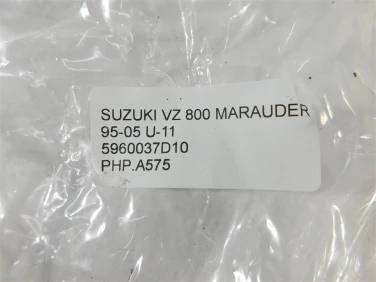 SUZUKI VZ 800 MARAUDER
95-05 U-11
5960037D10
PHP.A575